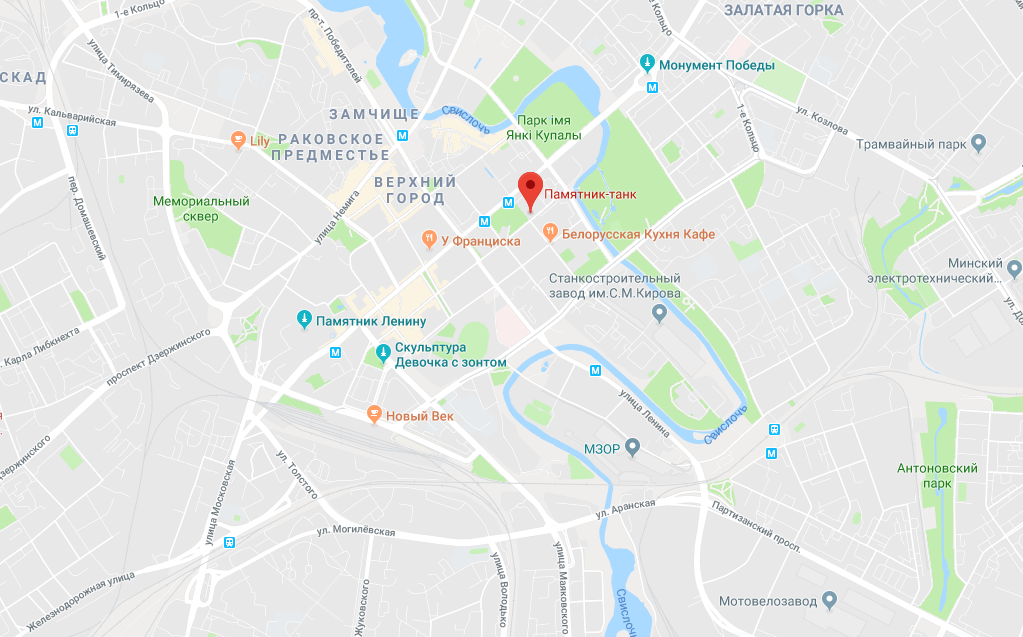 1-е Кольцо
ЗАЛАТАЯ ГОРКА
1-е Кольцо
пр-т. Победителей
улица Тимирязева
СКАД
Монумент Победы
М
ул. Кальварийская
М
ЗАМЧИЩЕ
Свислочь
Парк імя
Янкі Купалы
1-е Кольцо
ул. Козлова
Трамвайный парк
Lily
РАКОВСКОЕ
ПРЕДМЕСТЬЕ
М
ВЕРХНИЙ
ГОРОД
Памятник-танк
М
М
пер. Домашевский
Мемориальный
сквер
улица Немига
У Франциска
Белорусская Кухня Кафе
Станкостроительный
завод им.С.М.Кирова
Минский
электротехнический...
ул. До
Памятник Ленину
М
Скульптура
Девочка с зонтом
Карла Либкнехта
проспект Дзержинского
М
улица Ленина
Новый Век
Свислочь
М
МЗОР
Дзержинского
ул. Толстого
улица Московская
Антоновский
парк
ул. Аранская
Партизанский просп.
ул. Могилёвская
Железнодорожная улица
Жуковского
улица Володько
улица Маяковского
Свислочь
Мотовелозавод